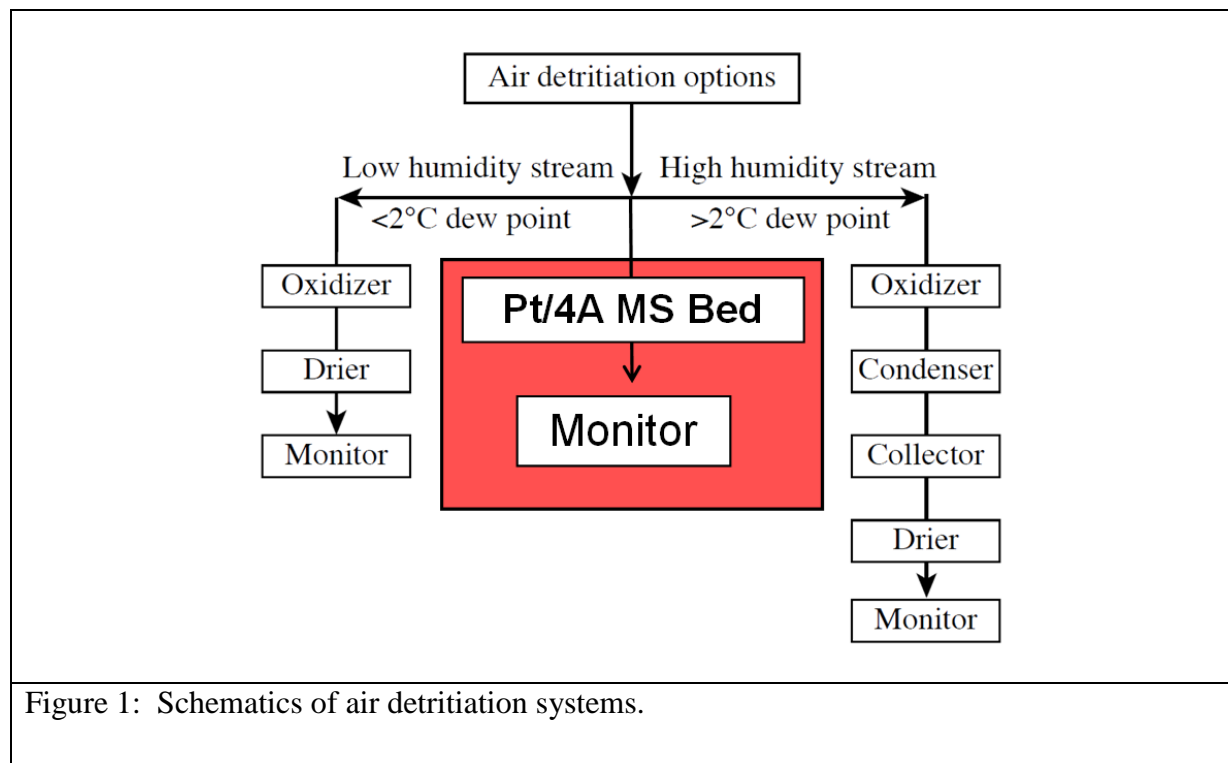 Air detritiation options
Low humidity stream
High humidity stream
<2°C dew point
>2°C dew point
Oxidizer
Drier
Monitor
Pt/4A MS Bed
Monitor
Oxidizer
Condenser
Collector
Drier
Monitor
Figure 1:  Schematics of air detritiation systems.